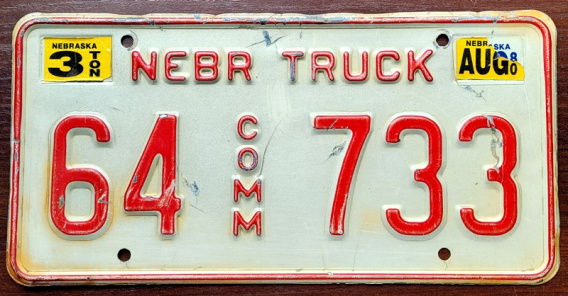 NEBRASKA
3 TON
NEBR TRUCK
NEBRASKA
AUG 80
64 COMM 733